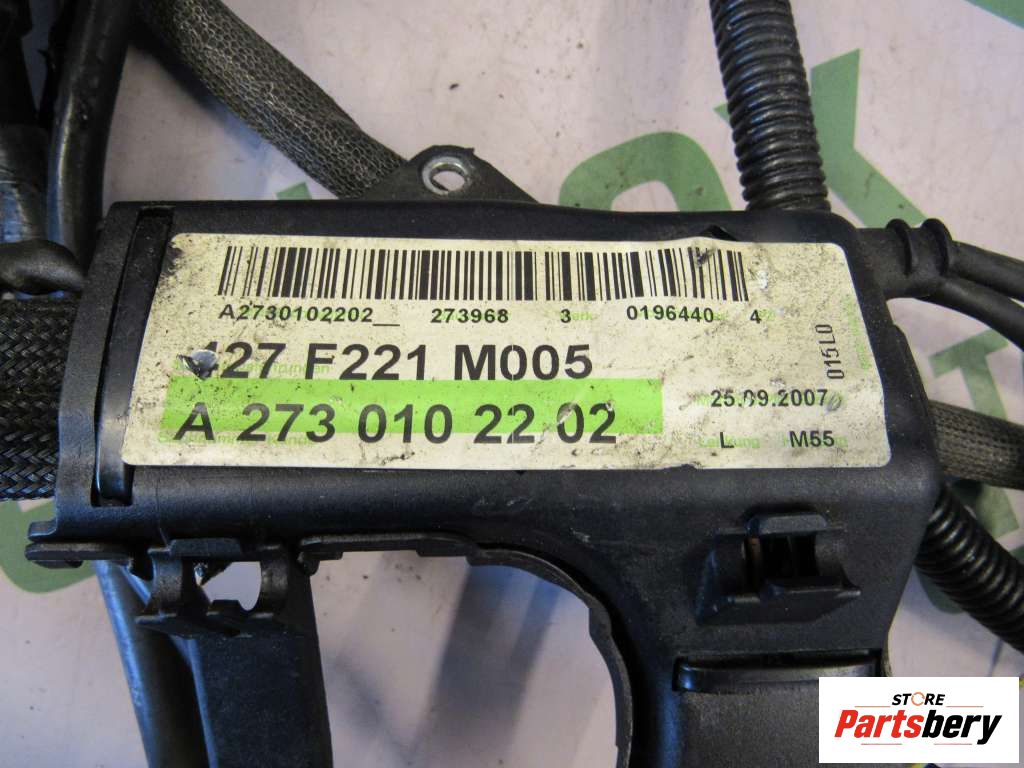 A2730102202__ 273968 3 0196440 4
427 F221 M005
A 273 010 22 02
25.09.2007
L M55
015L0
STORE
Partsbery